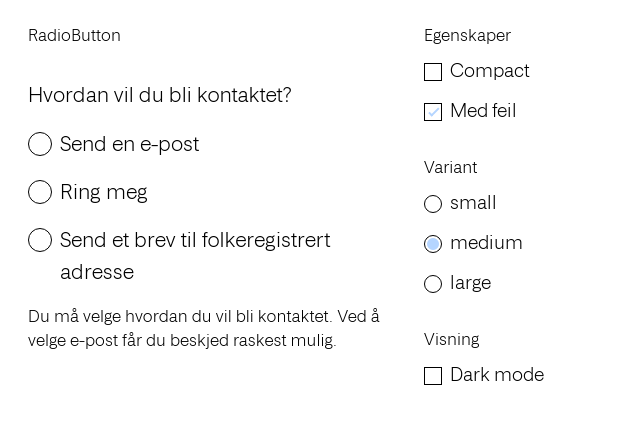 RadioButton
Hvordan vil du bli kontaktet?
Send en e-post
Ring meg
Send et brev til folkeregistrert
adresse
Du må velge hvordan du vil bli kontaktet. Ved å
velge e-post får du beskjed raskest mulig.
Egenskaper
Compact
Med feil
Variant
small
medium
large
Visning
Dark mode